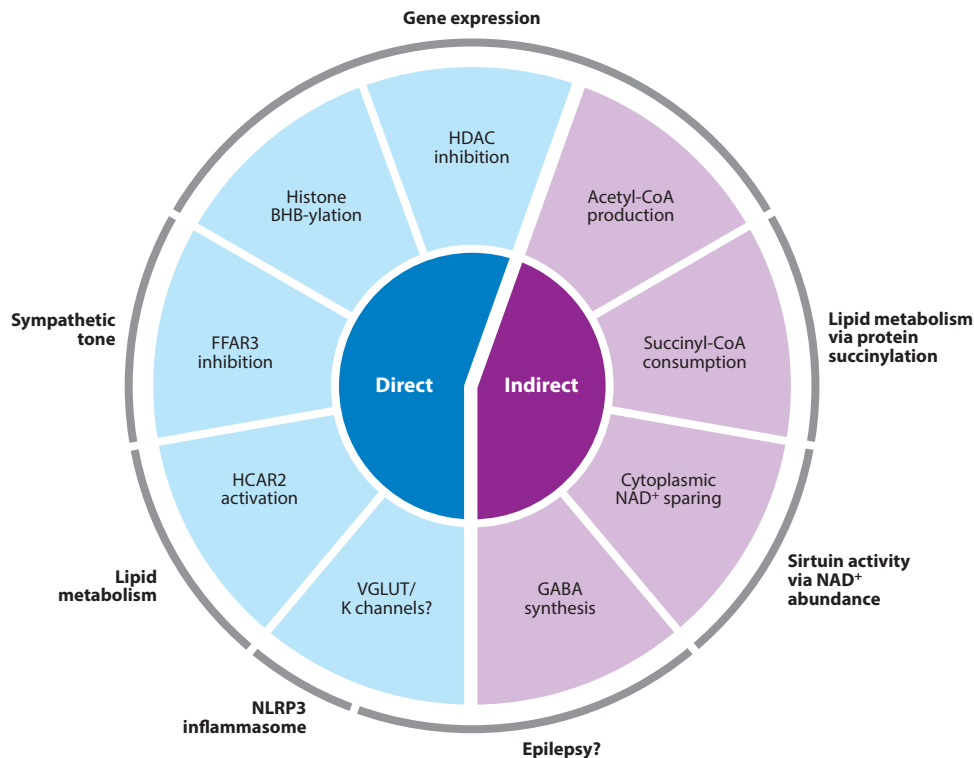 Gene expression
HDAC
inhibition
Histone
BHB-ylation
Acetyl-CoA
production
Sympathetic
tone
FFAR3
inhibition
Succinyl-CoA
consumption
Lipid metabolism
via protein
succinylation
Direct
Indirect
HCAR2
activation
Cytoplasmic
NAD⁺ sparing
Lipid
metabolism
VGLUT/
K channels?
GABA
synthesis
Sirtuin activity
via NAD⁺
abundance
NLRP3
inflammasome
Epilepsy?